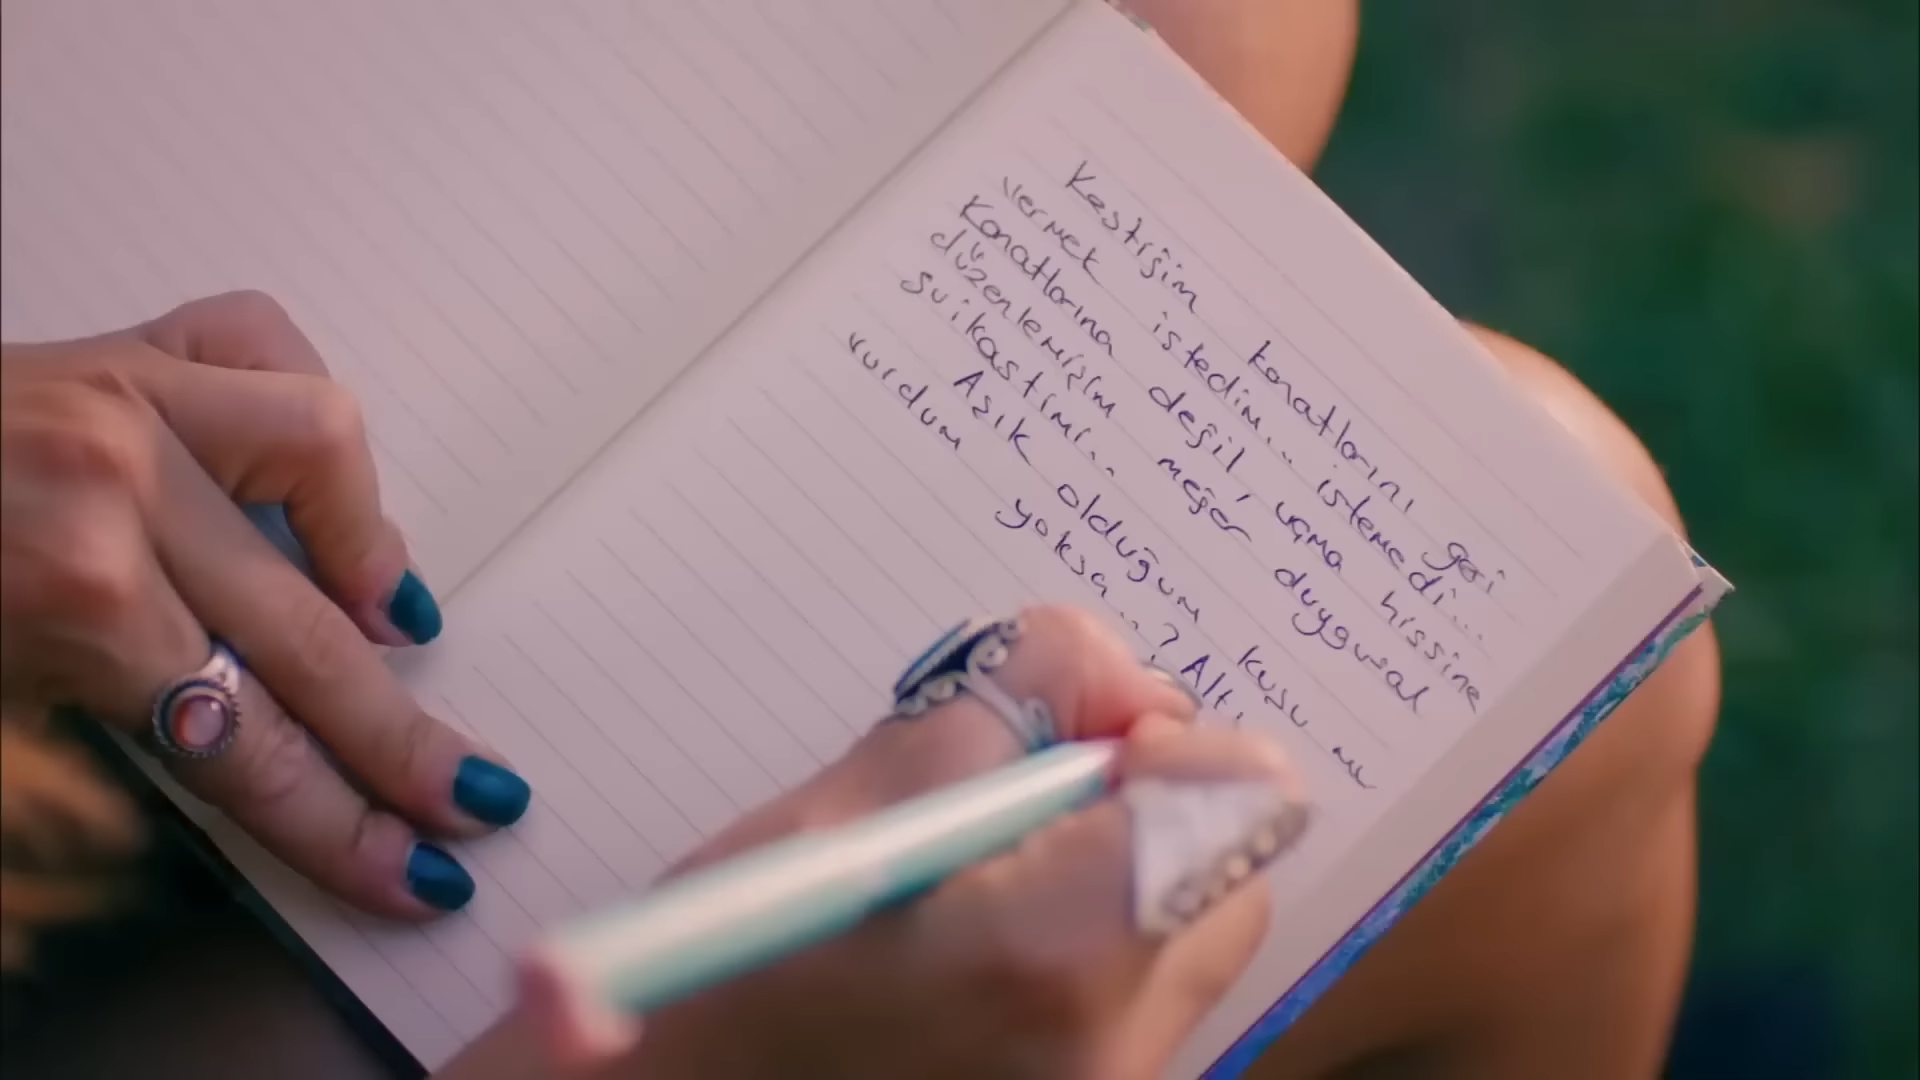 Kestiğim kanatlarını geri
vermek istedim... istemedi...
Kanatlarına değil, uçma hissine
düzenlemişim meğer duygusal
suikastimi...
Aşık olduğum kuşu mu
vurdum yoksa...? Altı